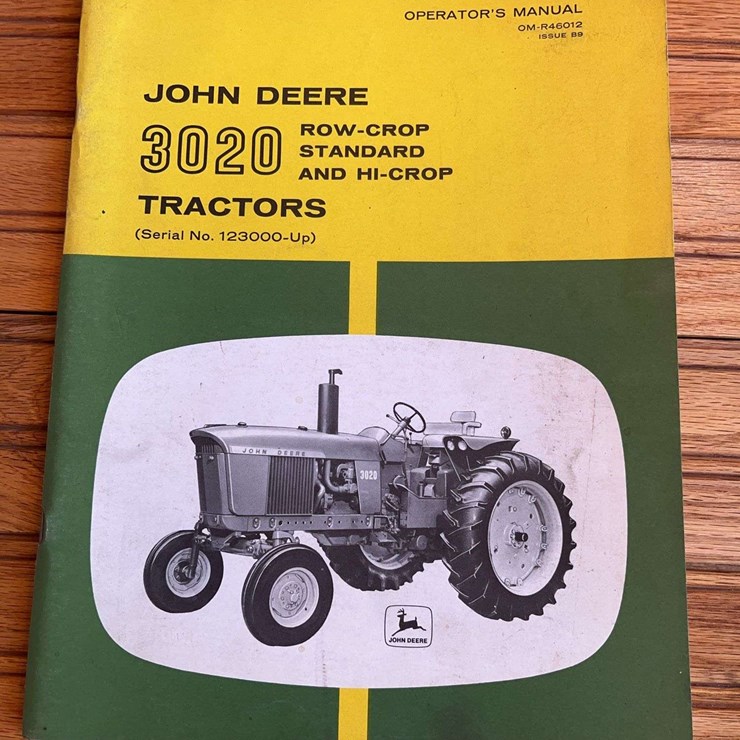 OPERATOR'S MANUAL
OM-R46012
ISSUE B9
JOHN DEERE
3020
ROW-CROP
STANDARD
AND HI-CROP
TRACTORS
(Serial No. 123000-Up)
JOHN DEERE
3020
JOHN DEERE